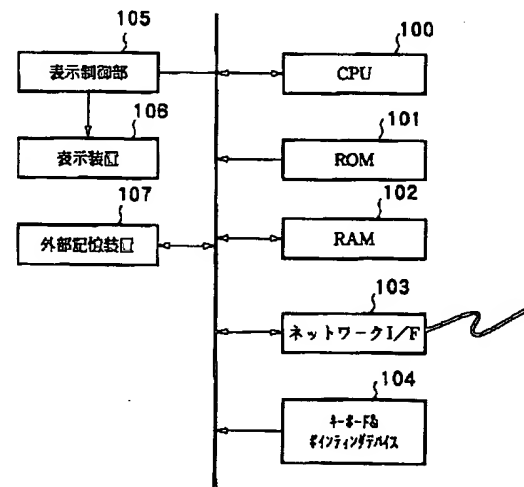 105
表示制御部
106
表示装置
107
外部記憶装置
100
CPU
101
ROM
102
RAM
103
ネットワークI/F
104
キーボード&
ポインティングデバイス